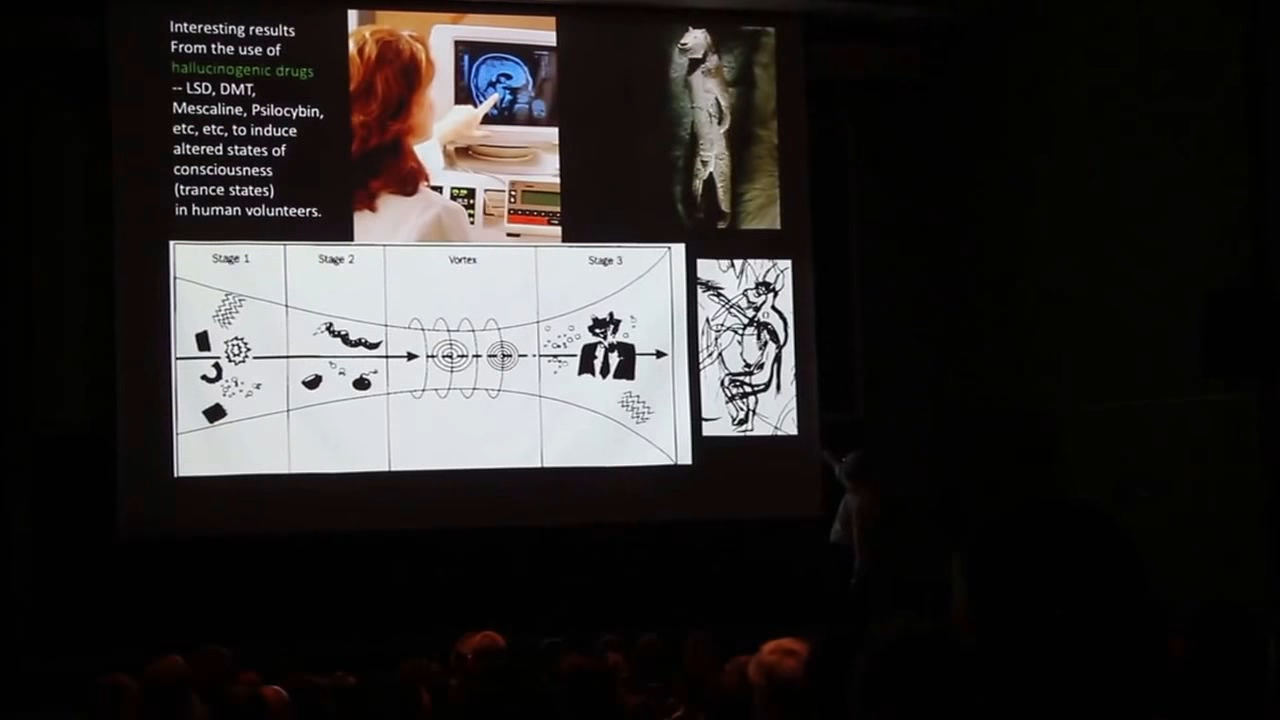 Interesting results
From the use of
hallucinogenic drugs
-- LSD, DMT,
Mescaline, Psilocybin,
etc, etc, to induce
altered states of
consciousness
(trance states)
in human volunteers.
Stage 1
Stage 2
Vortex
Stage 3